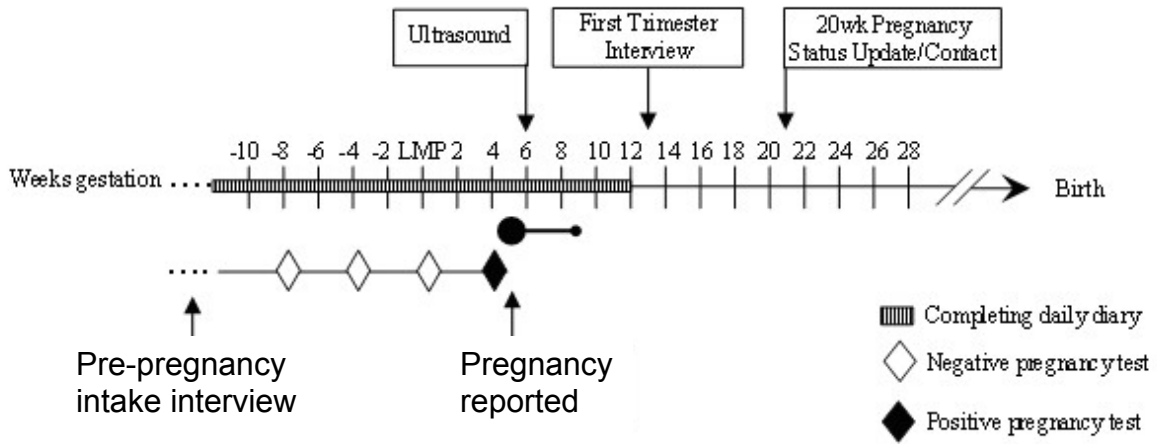 Ultrasound
First Trimester
Interview
20wk Pregnancy
Status Update/Contact
-10 -8 -6 -4 -2 LMP 2 4 6 8 10 12 14 16 18 20 22 24 26 28
Weeks gestation
Birth
Pre-pregnancy
intake interview
Pregnancy
reported
Completing daily diary
Negative pregnancy test
Positive pregnancy test